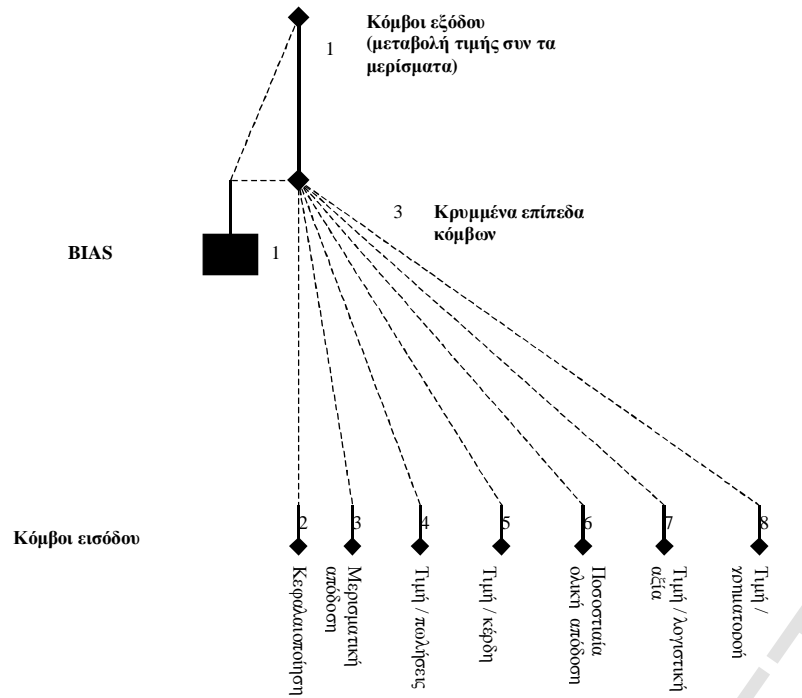 Κόμβοι εξόδου
(μεταβολή τιμής συν τα
μερίσματα)
1
3
Κρυμμένα επίπεδα
κόμβων
BIAS
1
Κόμβοι εισόδου
2
3
4
5
6
7
8
Κεφαλαιοποίηση
Μερισματική
απόδοση
Τιμή / πωλήσεις
Τιμή / κέρδη
Ποσοστιαία
ολική απόδοση
Τιμή / λογιστική
αξία
Τιμή /
χρηματοροή